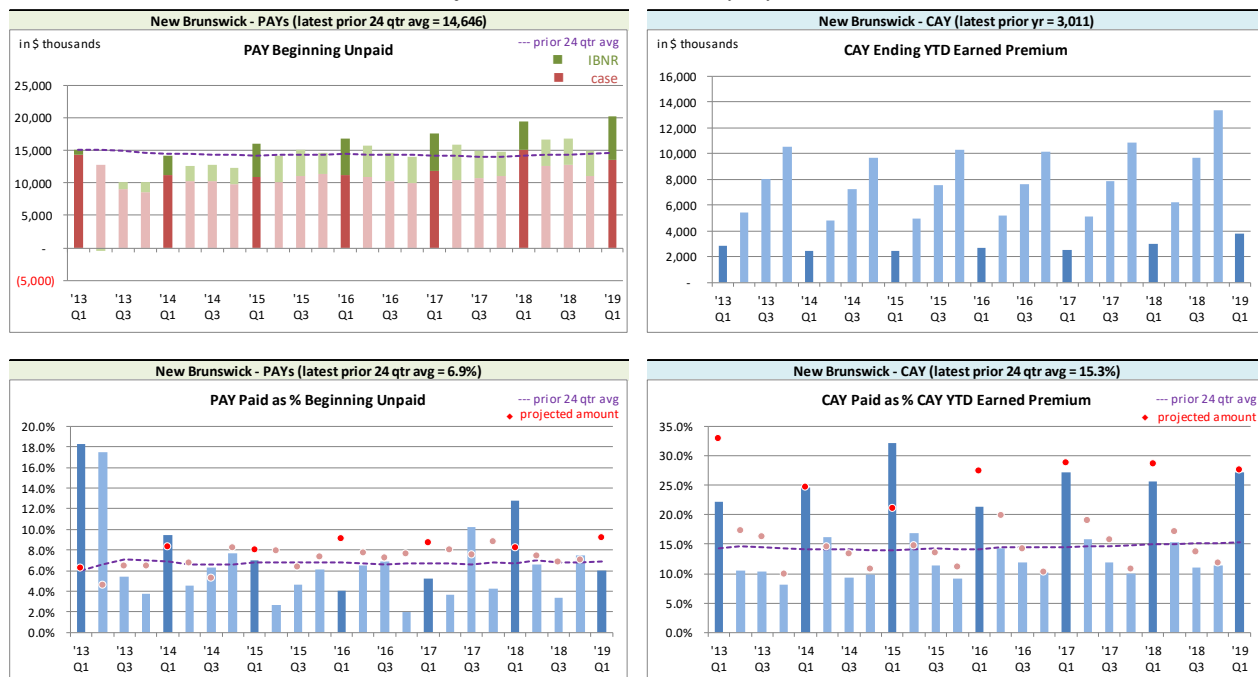 New Brunswick - PAYs (latest prior 24 qtr avg = 14,646)
in $ thousands
PAY Beginning Unpaid
--- prior 24 qtr avg
IBNR
case
25,000
20,000
15,000
10,000
5,000
-
(5,000)
'13 '13 '14 '14 '15 '15 '16 '16 '17 '17 '18 '18 '19
Q1 Q3 Q1 Q3 Q1 Q3 Q1 Q3 Q1 Q3 Q1 Q3 Q1
New Brunswick - CAY (latest prior yr = 3,011)
in $ thousands
CAY Ending YTD Earned Premium
16,000
14,000
12,000
10,000
8,000
6,000
4,000
2,000
-
'13 '13 '14 '14 '15 '15 '16 '16 '17 '17 '18 '18 '19
Q1 Q3 Q1 Q3 Q1 Q3 Q1 Q3 Q1 Q3 Q1 Q3 Q1
New Brunswick - PAYs (latest prior 24 qtr avg = 6.9%)
PAY Paid as % Beginning Unpaid
--- prior 24 qtr avg
projected amount
20.0%
18.0%
16.0%
14.0%
12.0%
10.0%
8.0%
6.0%
4.0%
2.0%
0.0%
'13 '13 '14 '14 '15 '15 '16 '16 '17 '17 '18 '18 '19
Q1 Q3 Q1 Q3 Q1 Q3 Q1 Q3 Q1 Q3 Q1 Q3 Q1
New Brunswick - CAY (latest prior 24 qtr avg = 15.3%)
CAY Paid as % CAY YTD Earned Premium
--- prior 24 qtr avg
projected amount
35.0%
30.0%
25.0%
20.0%
15.0%
10.0%
5.0%
0.0%
'13 '13 '14 '14 '15 '15 '16 '16 '17 '17 '18 '18 '19
Q1 Q3 Q1 Q3 Q1 Q3 Q1 Q3 Q1 Q3 Q1 Q3 Q1